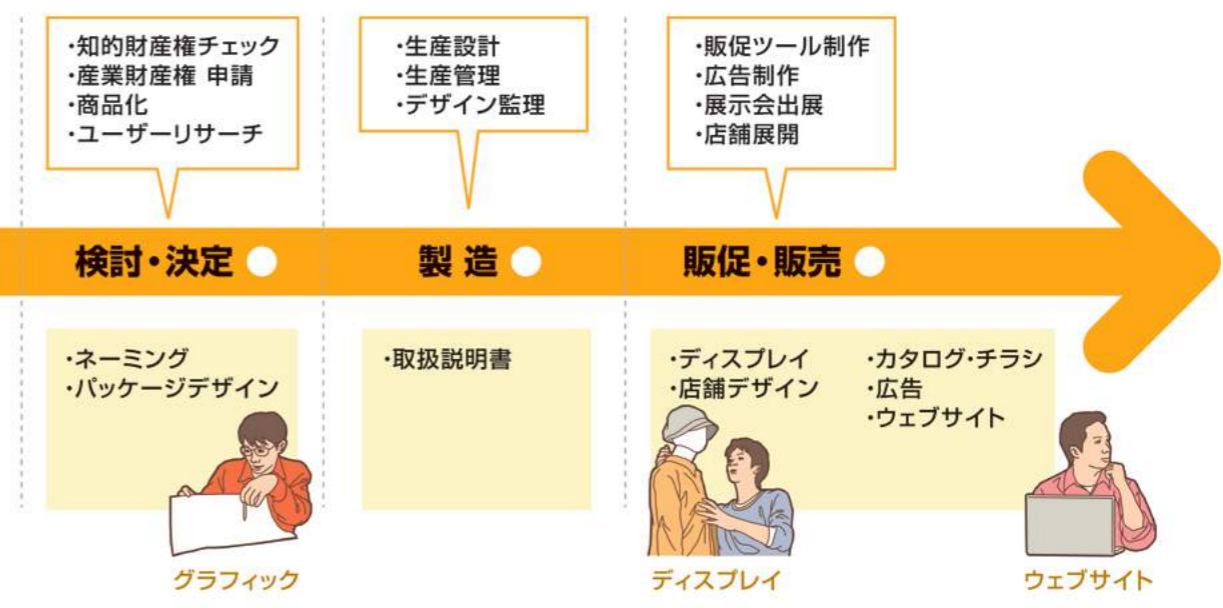 ・知的財産権チェック
・産業財産権 申請
・商品化
・ユーザーリサーチ
・生産設計
・生産管理
・デザイン監理
・販促ツール制作
・広告制作
・展示会出展
・店舗展開
検討・決定
製造
販促・販売
・ネーミング
・パッケージデザイン
・取扱説明書
・ディスプレイ
・店舗デザイン
・カタログ・チラシ
・広告
・ウェブサイト
グラフィック
ディスプレイ
ウェブサイト